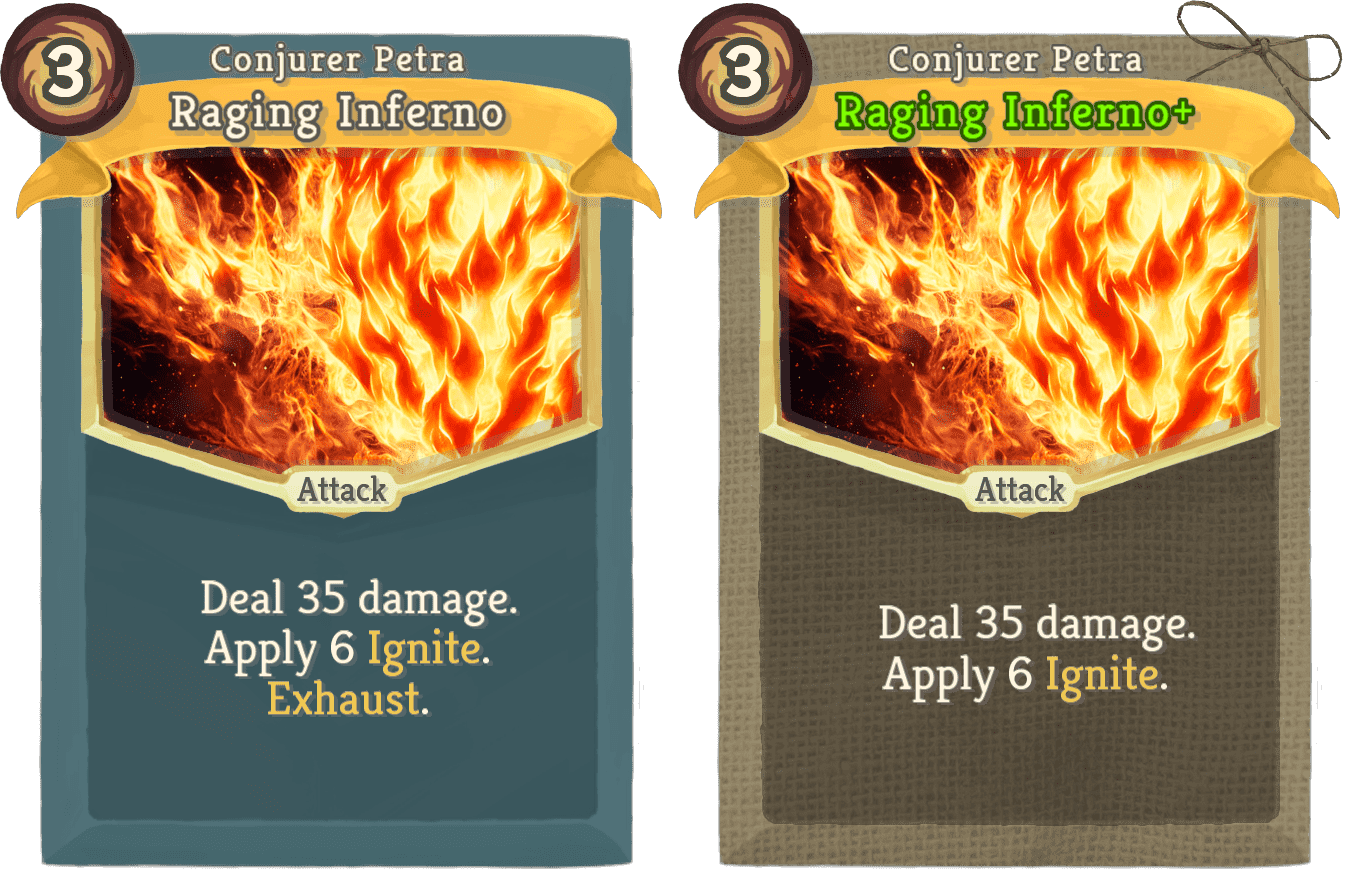 3
Conjurer Petra
Raging Inferno
Attack
Deal 35 damage.
Apply 6 Ignite.
Exhaust.
3
Conjurer Petra
Raging Inferno+
Attack
Deal 35 damage.
Apply 6 Ignite.